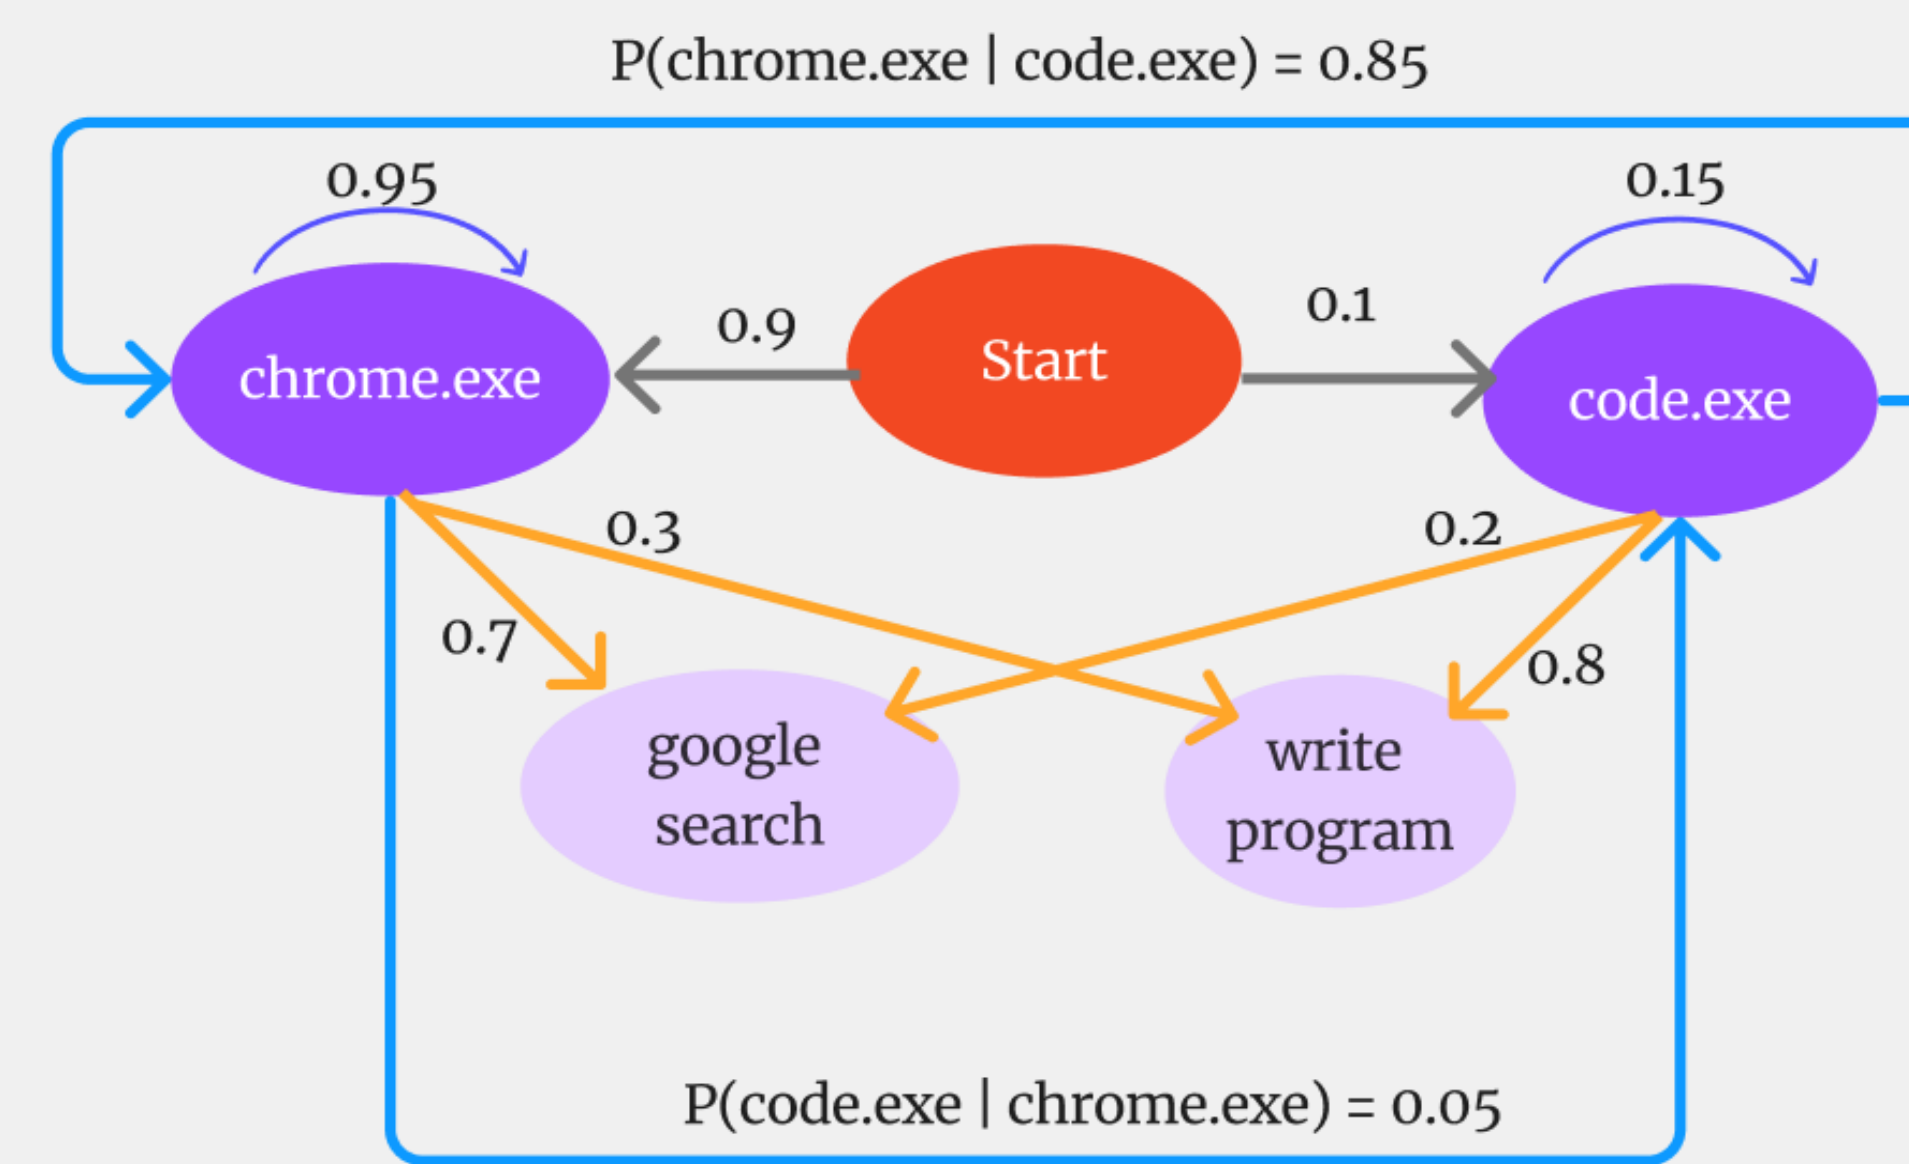 P(chrome.exe | code.exe) = 0.85
0.95
0.15
0.9
0.1
chrome.exe
Start
code.exe
0.3
0.2
0.7
0.8
google
search
write
program
P(code.exe | chrome.exe) = 0.05